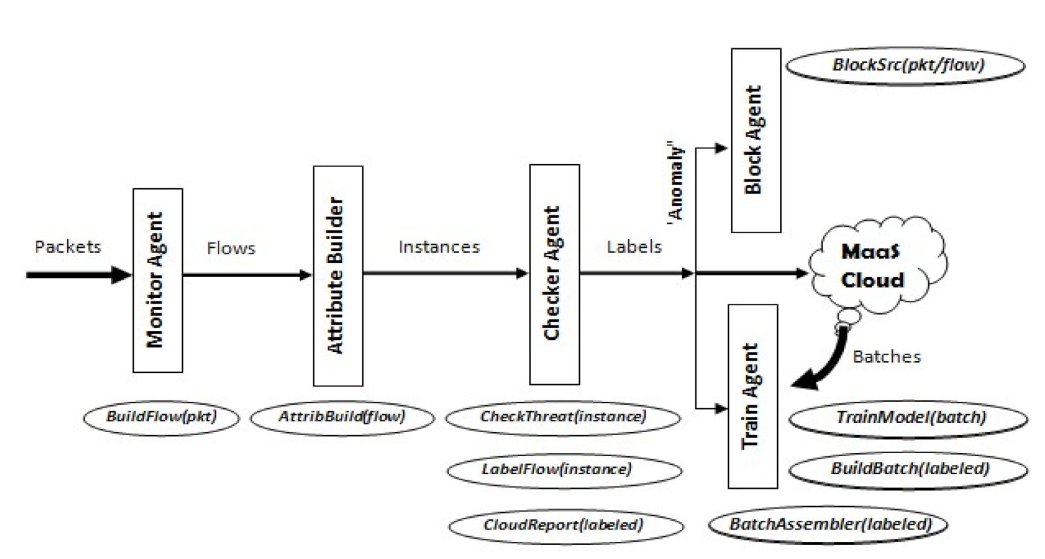 BlockSrc(pkt/flow)
Block Agent
'Anomaly"
Packets
Monitor Agent
Flows
Attribute Builder
Instances
Checker Agent
Labels
MaaS
Cloud
Batches
Train Agent
BuildFlow(pkt)
AttribBuild(flow)
CheckThreat(instance)
TrainModel(batch)
LabelFlow(instance)
BuildBatch(labeled)
CloudReport(labeled)
BatchAssembler(labeled)